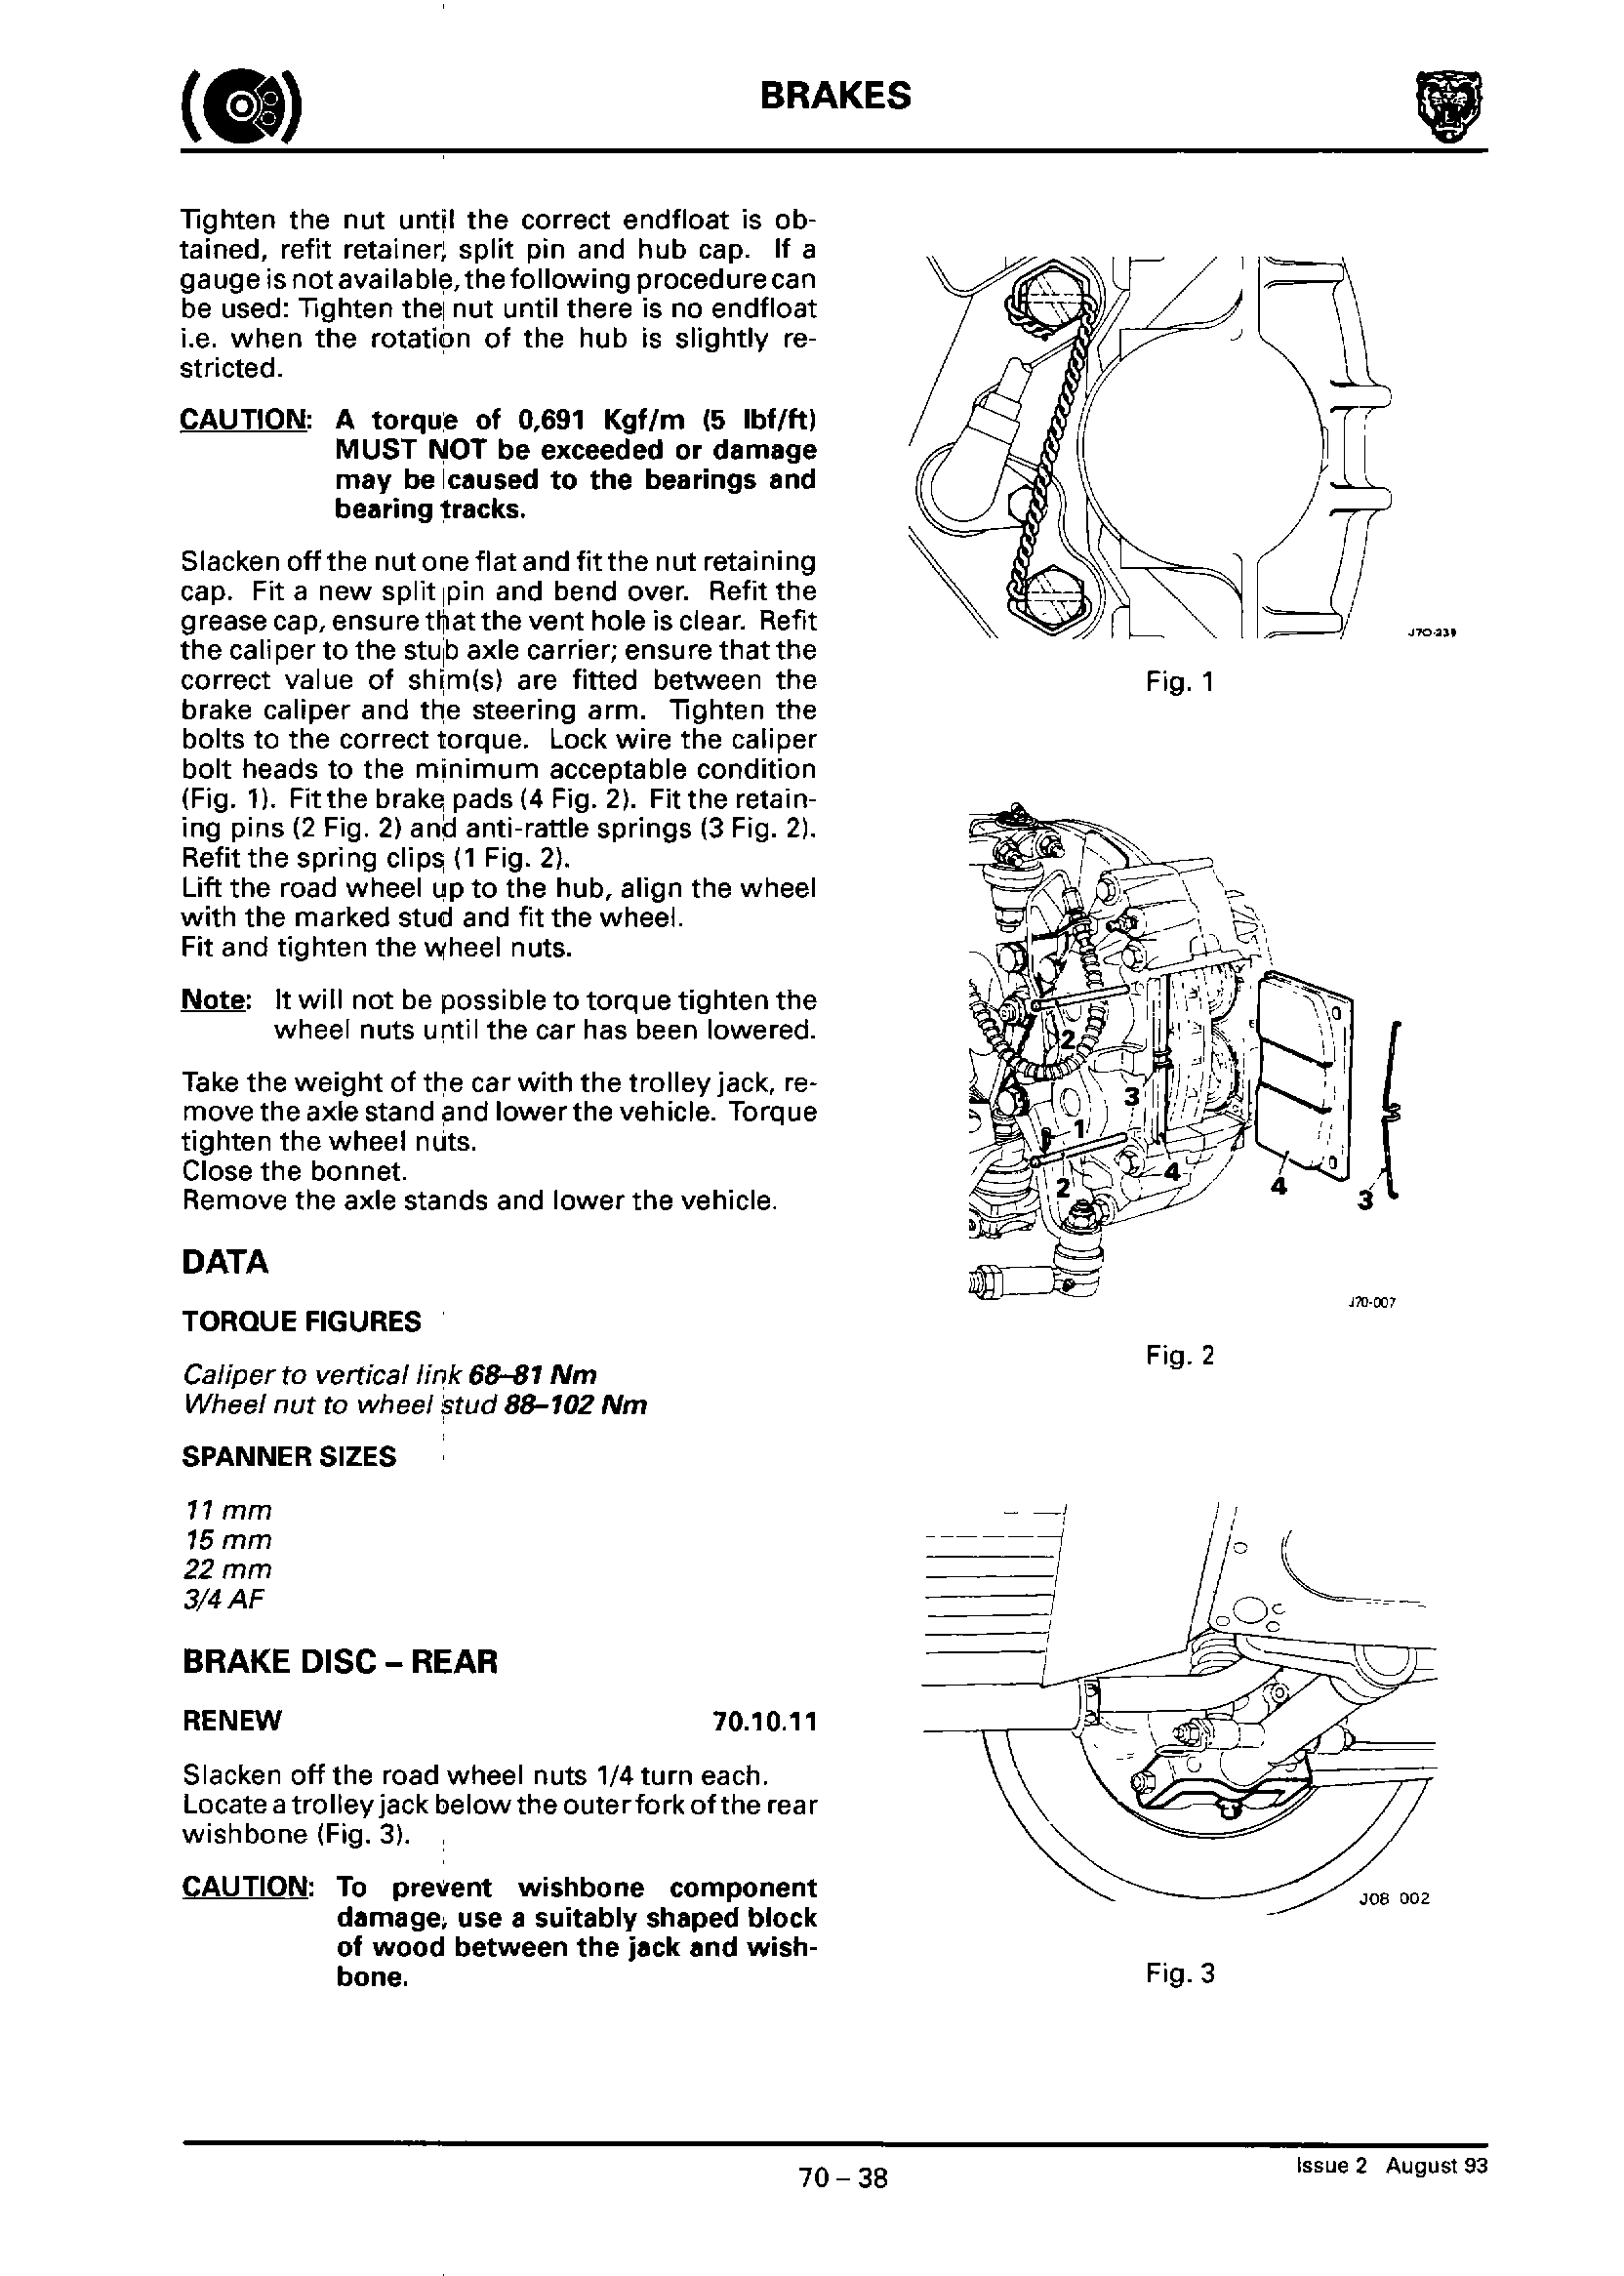 BRAKES
Tighten the nut until the correct endfloat is ob-
tained, refit retainer, split pin and hub cap. If a
gauge is not available, the following procedure can
be used: Tighten the nut until there is no endfloat
i.e. when the rotation of the hub is slightly re-
stricted.
CAUTION: A torque of 0,691 Kgf/m (5 lbf/ft)
MUST NOT be exceeded or damage
may be caused to the bearings and
bearing tracks.
Slacken off the nut one flat and fit the nut retaining
cap. Fit a new split pin and bend over. Refit the
grease cap, ensure that the vent hole is clear. Refit
the caliper to the stub axle carrier; ensure that the
correct value of shim(s) are fitted between the
brake caliper and the steering arm. Tighten the
bolts to the correct torque. Lock wire the caliper
bolt heads to the minimum acceptable condition
(Fig. 1). Fit the brake pads (4 Fig. 2). Fit the retain-
ing pins (2 Fig. 2) and anti-rattle springs (3 Fig. 2).
Refit the spring clips (1 Fig. 2).
Lift the road wheel up to the hub, align the wheel
with the marked stud and fit the wheel.
Fit and tighten the wheel nuts.
Note: It will not be possible to torque tighten the
wheel nuts until the car has been lowered.
Take the weight of the car with the trolley jack, re-
move the axle stand and lower the vehicle. Torque
tighten the wheel nuts.
Close the bonnet.
Remove the axle stands and lower the vehicle.
DATA
TORQUE FIGURES
Caliper to vertical link 68–81 Nm
Wheel nut to wheel stud 88–102 Nm
SPANNER SIZES
11 mm
15 mm
22 mm
3/4 AF
BRAKE DISC – REAR
RENEW 70.10.11
Slacken off the road wheel nuts 1/4 turn each.
Locate a trolley jack below the outer fork of the rear
wishbone (Fig. 3).
CAUTION: To prevent wishbone component
damage, use a suitably shaped block
of wood between the jack and wish-
bone.
J70-239
Fig. 1
2
3
1
4
2
4
3
J70-007
Fig. 2
J08 002
Fig. 3
70 – 38
Issue 2 August 93